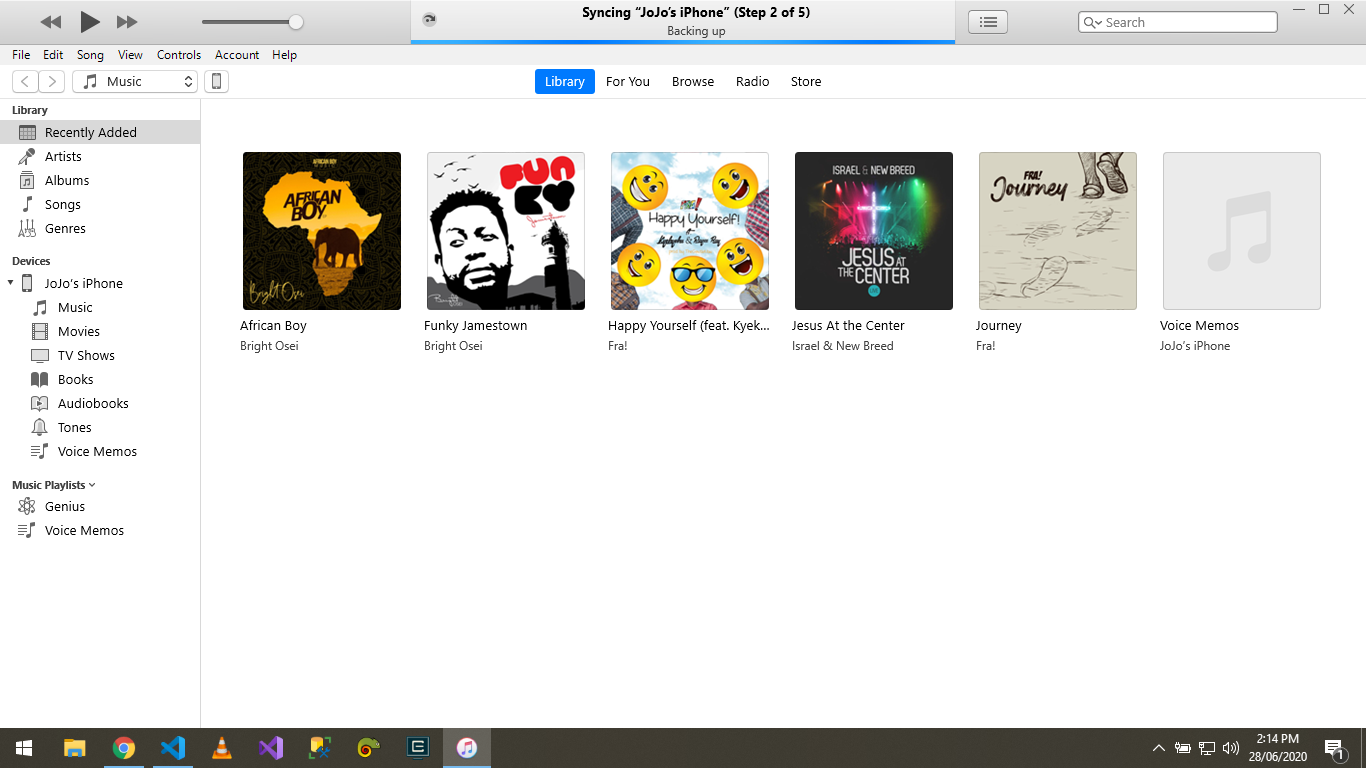 Syncing “JoJo’s iPhone” (Step 2 of 5)
Backing up
Search
File Edit Song View Controls Account Help
Music
Library For You Browse Radio Store
Library
Recently Added
Artists
Albums
Songs
Genres
Devices
JoJo’s iPhone
Music
Movies
TV Shows
Books
Audiobooks
Tones
Voice Memos
Music Playlists
Genius
Voice Memos
AFRICAN BOY
MUSIC
AFRICAN
BOY
Bright Osei
African Boy
Bright Osei
FUN
KY
Jamestown
Bright
Funky Jamestown
Bright Osei
Happy Yourself!
Happy Yourself (feat. Kyek...
Fra!
ISRAEL & NEW BREED
JESUS AT
THE CENTER
Jesus At the Center
Israel & New Breed
FRA!
Journey
Journey
Fra!
Voice Memos
JoJo’s iPhone
2:14 PM
28/06/2020
1